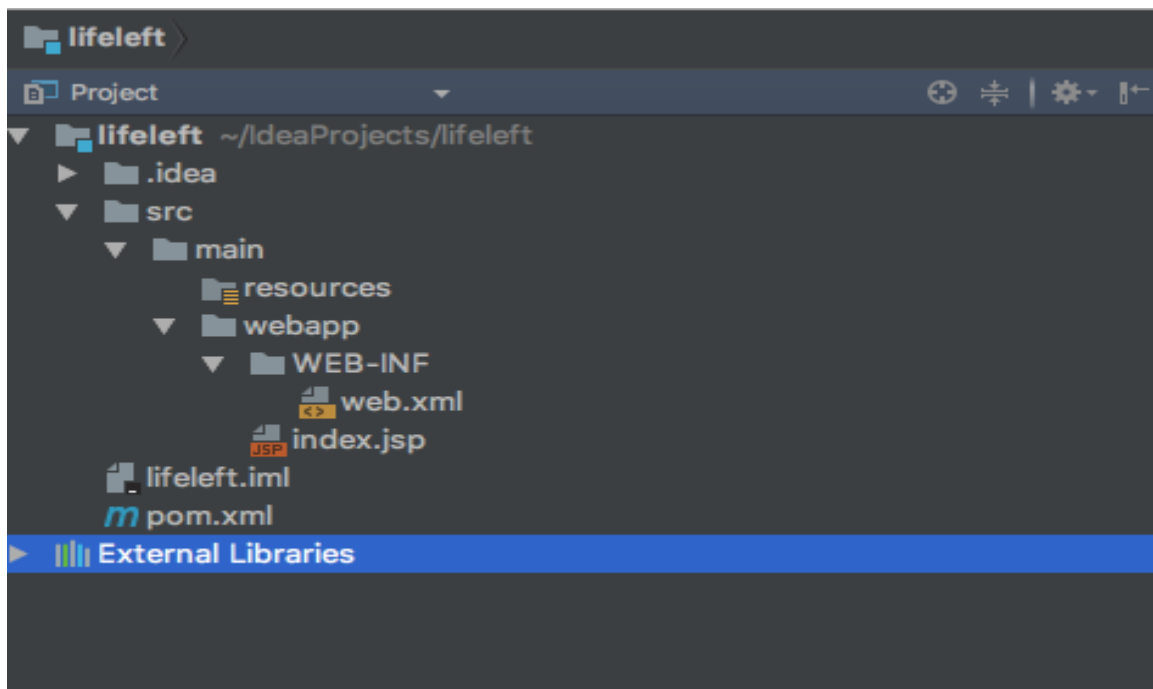 lifeleft
Project
lifeleft ~/IdeaProjects/lifeleft
.idea
src
main
resources
webapp
WEB-INF
web.xml
JSP index.jsp
lifeleft.iml
m pom.xml
External Libraries